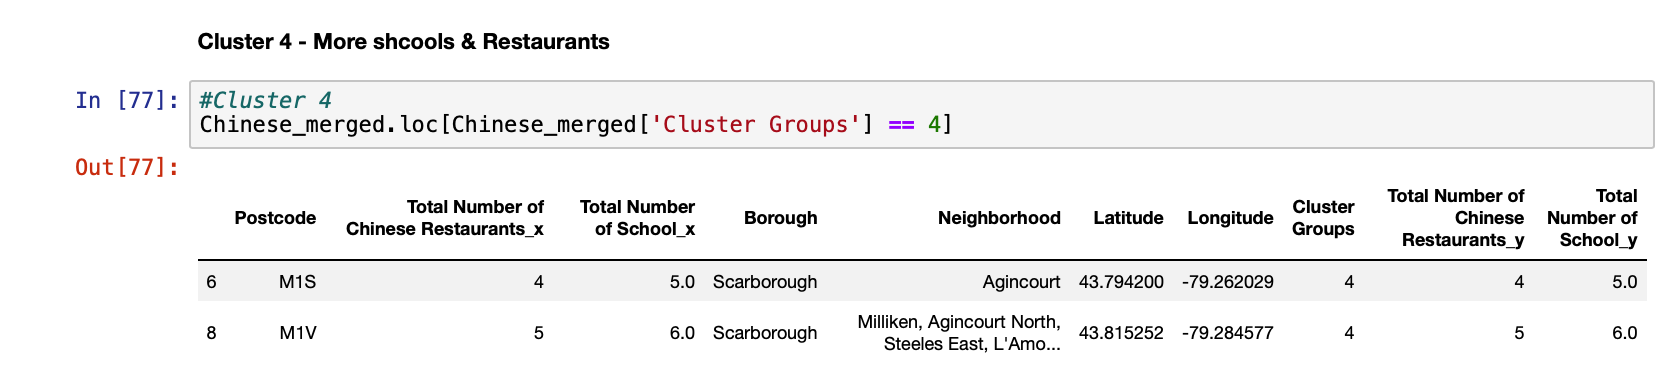 Cluster 4 - More shcools & Restaurants
In [77]: #Cluster 4
Chinese_merged.loc[Chinese_merged['Cluster Groups'] == 4]
Out[77]:
Postcode Total Number of Chinese Restaurants_x Total Number of School_x Borough Neighborhood Latitude Longitude Cluster Groups Total Number of Chinese Restaurants_y Total Number of School_y
6 M1S 4 5.0 Scarborough Agincourt 43.794200 -79.262029 4 4 5.0
8 M1V 5 6.0 Scarborough Milliken, Agincourt North, Steeles East, L'Amo... 43.815252 -79.284577 4 5 6.0